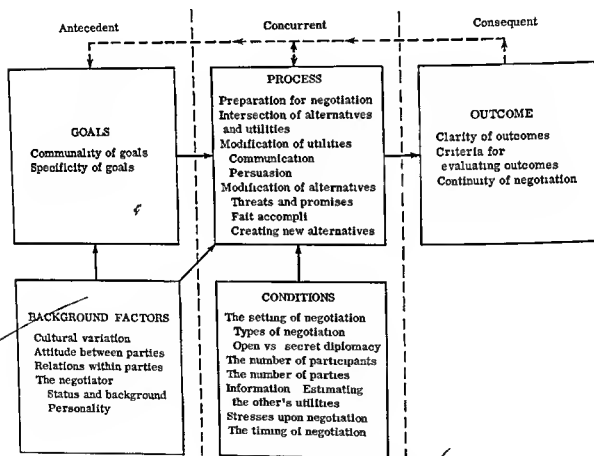 Antecedent
Concurrent
Consequent
GOALS
Communality of goals
Specificity of goals
PROCESS
Preparation for negotiation
Intersection of alternatives
and utilities
Modification of utilities
Communication
Persuasion
Modification of alternatives
Threats and promises
Fait accompli
Creating new alternatives
OUTCOME
Clarity of outcomes
Criteria for
evaluating outcomes
Continuity of negotiation
BACKGROUND FACTORS
Cultural variation
Attitude between parties
Relations within parties
The negotiator
Status and background
Personality
CONDITIONS
The setting of negotiation
Types of negotiation
Open vs secret diplomacy
The number of participants
The number of parties
Information Estimating
the other's utilities
Stresses upon negotiation
The timing of negotiation